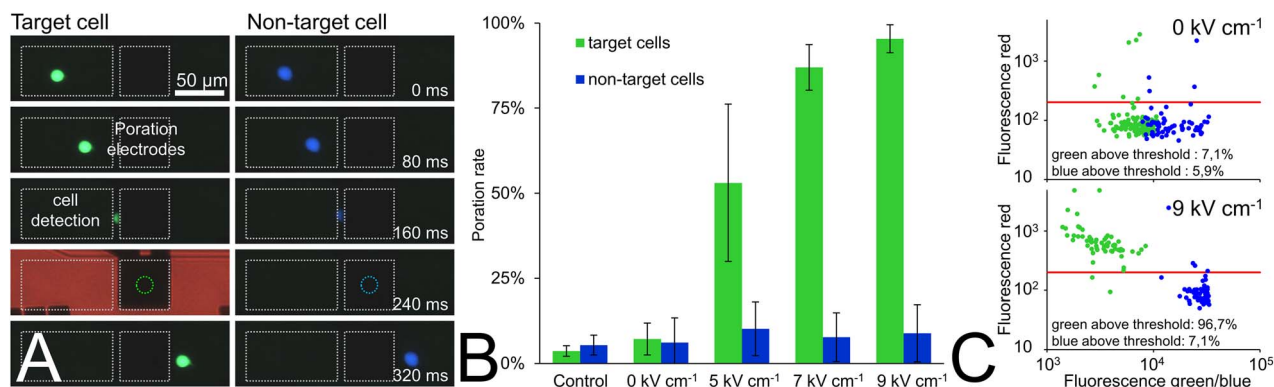 Target cell
Non-target cell
50 µm
0 ms
Poration
electrodes
80 ms
cell
detection
160 ms
240 ms
320 ms
A
B
100%
75%
50%
25%
0%
Poration rate
target cells
non-target cells
Control
0 kV cm⁻¹
5 kV cm⁻¹
7 kV cm⁻¹
9 kV cm⁻¹
C
0 kV cm⁻¹
Fluorescence red
10³
10²
10
green above threshold : 7,1%
blue above threshold : 5,9%
9 kV cm⁻¹
Fluorescence red
10³
10²
10
green above threshold: 96,7%
blue above threshold: 7,1%
10³
10⁴
10⁵
Fluorescence green/blue